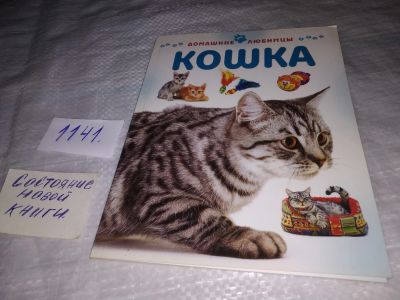 ДОМАШНИЕ ЛЮБИМЦЫ
КОШКА
1141.
Состояние
новой
книги.